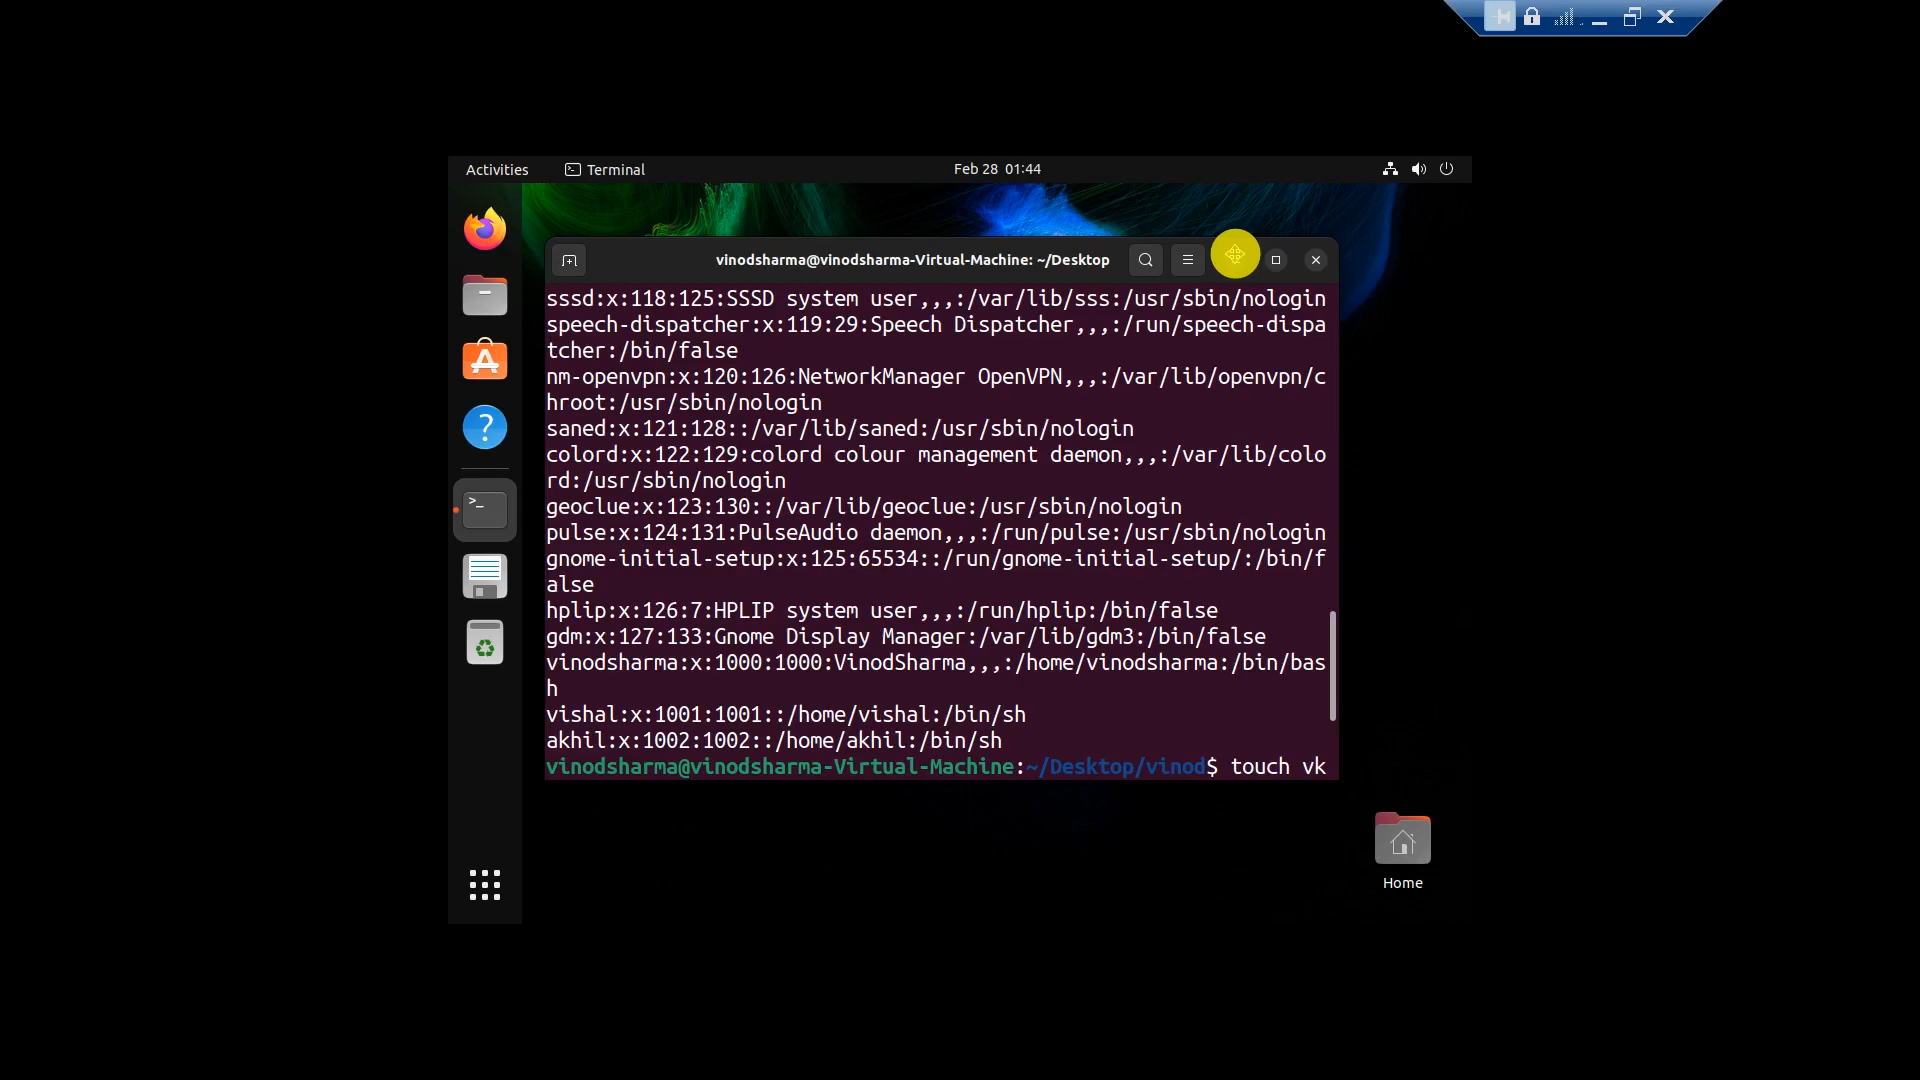 Activities
Terminal
Feb 28 01:44
vinodsharma@vinodsharma-Virtual-Machine: ~/Desktop
sssd:x:118:125:SSSD system user,,,:/var/lib/sss:/usr/sbin/nologin
speech-dispatcher:x:119:29:Speech Dispatcher,,,:/run/speech-dispa
tcher:/bin/false
nm-openvpn:x:120:126:NetworkManager OpenVPN,,,:/var/lib/openvpn/c
hroot:/usr/sbin/nologin
saned:x:121:128::/var/lib/saned:/usr/sbin/nologin
colord:x:122:129:colord colour management daemon,,,:/var/lib/colo
rd:/usr/sbin/nologin
geoclue:x:123:130::/var/lib/geoclue:/usr/sbin/nologin
pulse:x:124:131:PulseAudio daemon,,,:/run/pulse:/usr/sbin/nologin
gnome-initial-setup:x:125:65534::/run/gnome-initial-setup/:/bin/f
alse
hplip:x:126:7:HPLIP system user,,,:/run/hplip:/bin/false
gdm:x:127:133:Gnome Display Manager:/var/lib/gdm3:/bin/false
vinodsharma:x:1000:1000:VinodSharma,,,:/home/vinodsharma:/bin/bas
h
vishal:x:1001:1001::/home/vishal:/bin/sh
akhil:x:1002:1002::/home/akhil:/bin/sh
vinodsharma@vinodsharma-Virtual-Machine:~/Desktop/vinod$ touch vk
Home